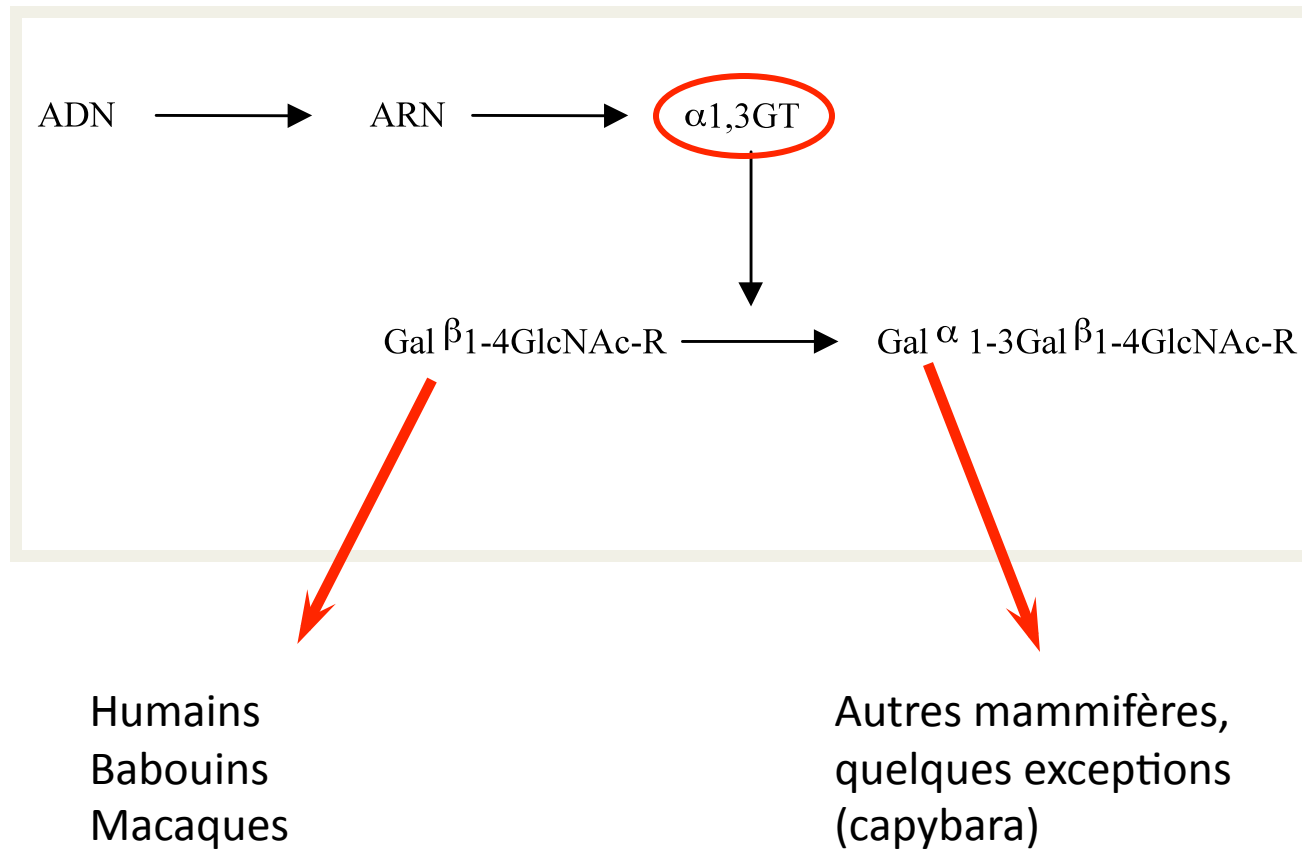 ADN ARN α1,3GT
Gal β1-4GlcNAc-R Gal α 1-3Gal β1-4GlcNAc-R
Humains
Babouins
Macaques
Autres mammifères,
quelques exceptions
(capybara)